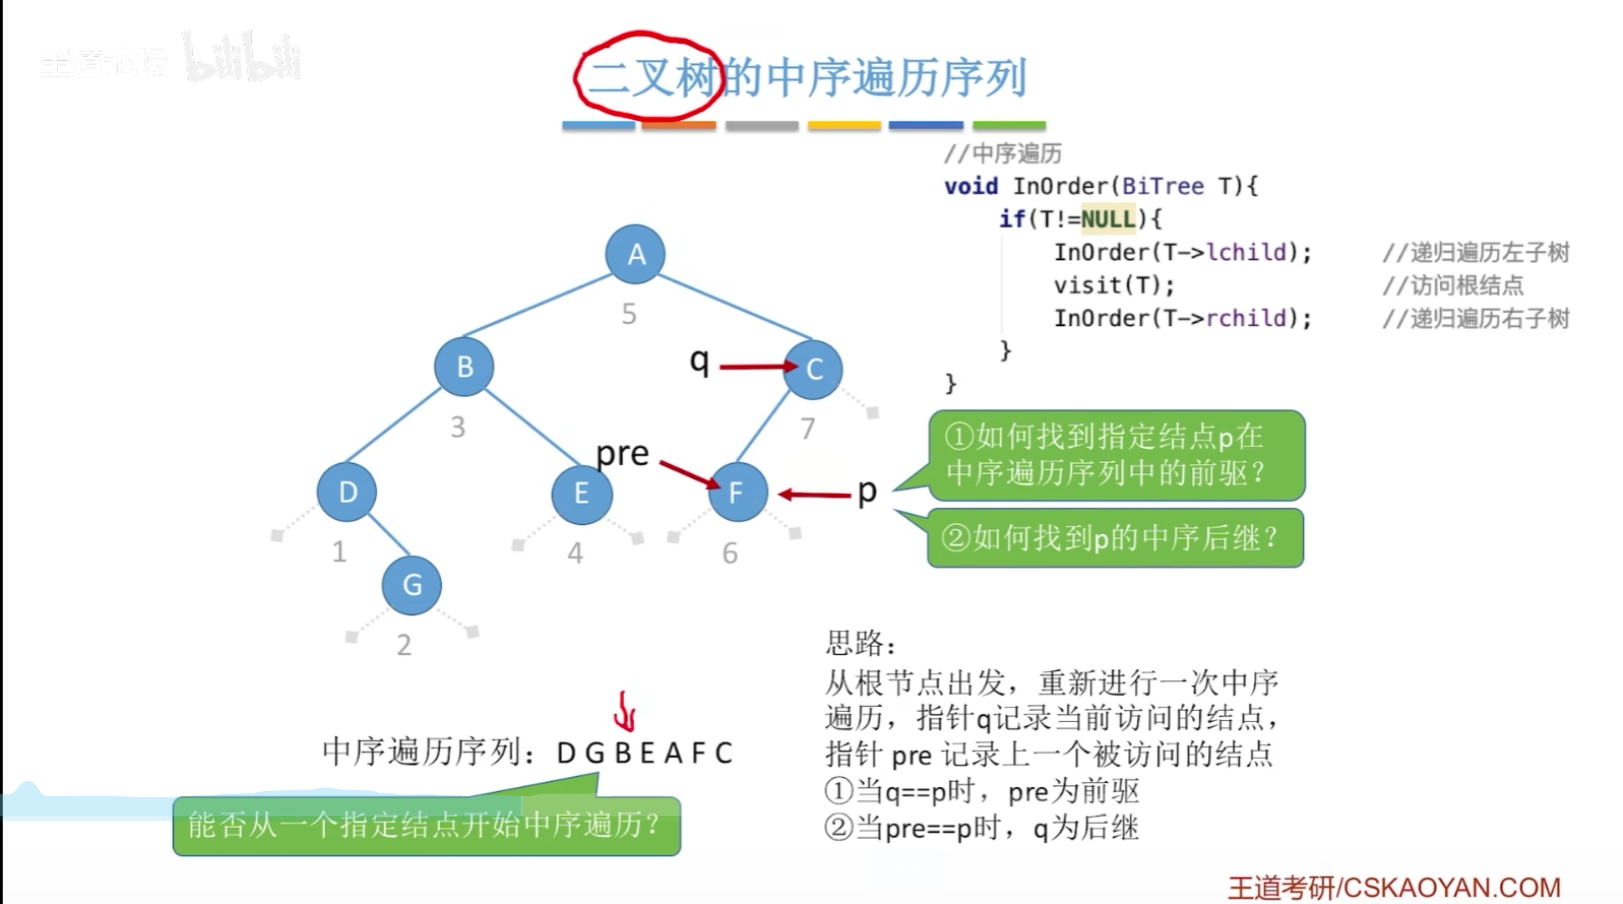 王道论坛 bilibili
二叉树的中序遍历序列
//中序遍历
void InOrder(BiTree T){
if(T!=NULL){
InOrder(T->lchild); //递归遍历左子树
visit(T); //访问根结点
InOrder(T->rchild); //递归遍历右子树
}
}
A
5
B
3
q
C
7
pre
D
1
E
4
F
6
p
G
2
①如何找到指定结点p在
中序遍历序列中的前驱？
②如何找到p的中序后继？
思路：
从根节点出发，重新进行一次中序
遍历，指针q记录当前访问的结点，
指针 pre 记录上一个被访问的结点
①当q==p时，pre为前驱
②当pre==p时，q为后继
中序遍历序列：D G B E A F C
能否从一个指定结点开始中序遍历？
王道考研/CSKAOYAN.COM